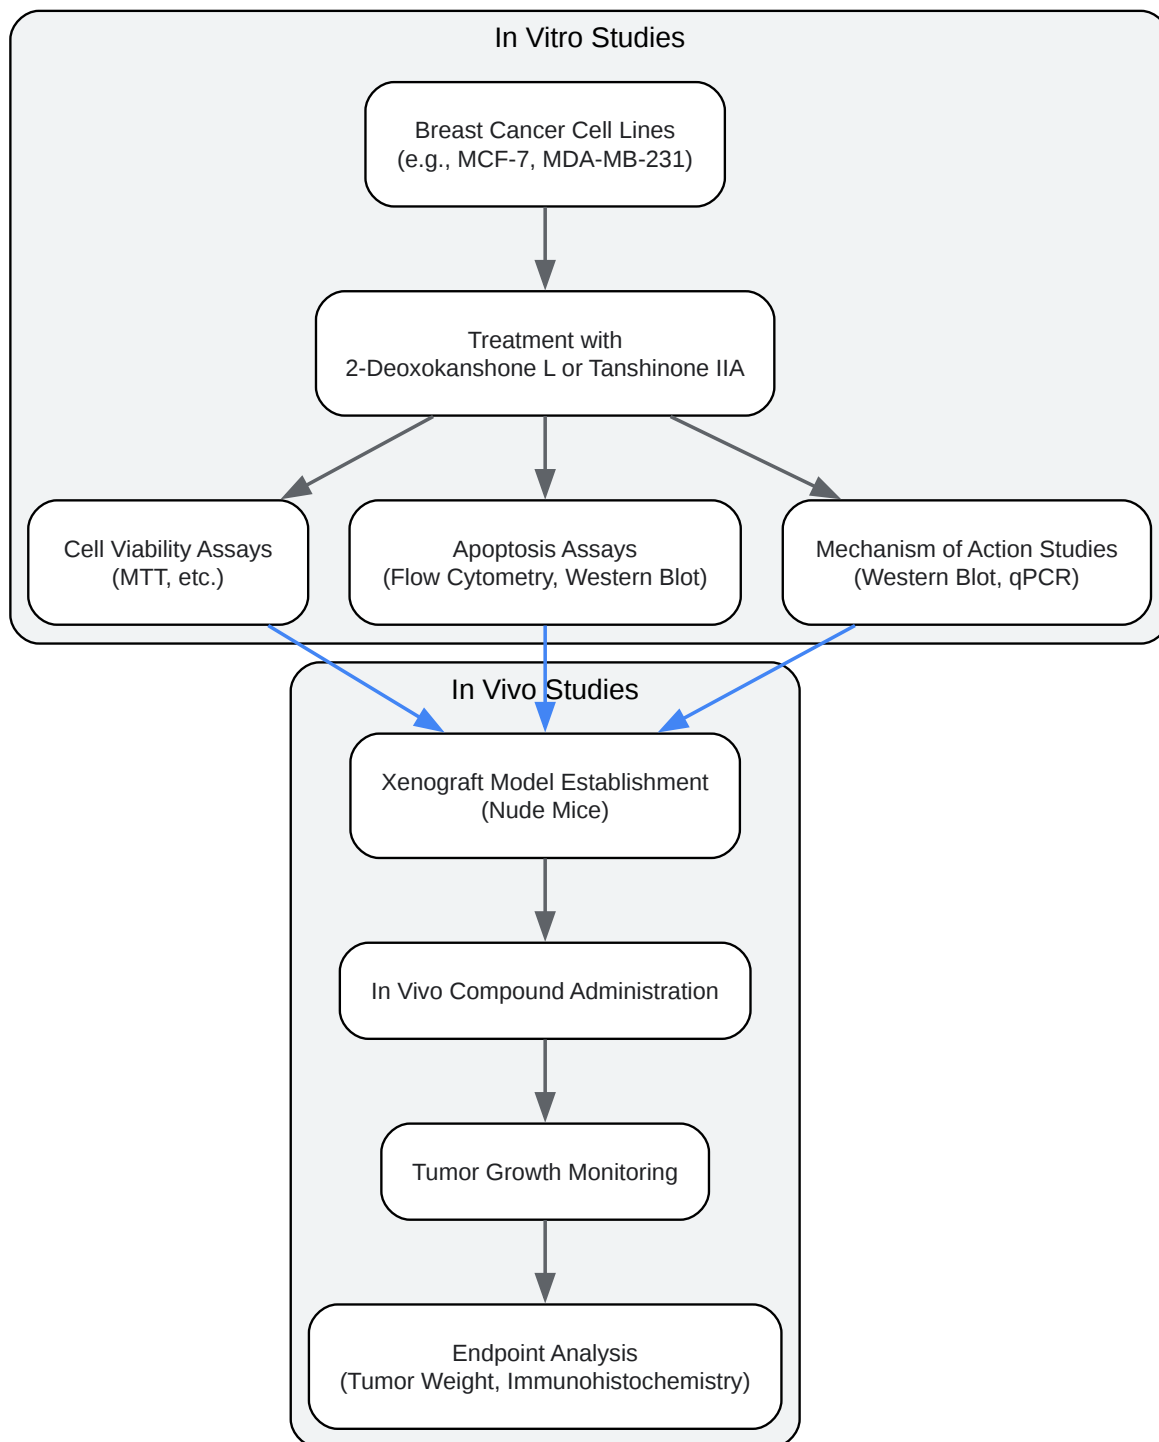 In Vitro Studies
Breast Cancer Cell Lines
(e.g., MCF-7, MDA-MB-231)
Treatment with
2-Deoxokanshone L or Tanshinone IIA
Cell Viability Assays
(MTT, etc.)
Apoptosis Assays
(Flow Cytometry, Western Blot)
Mechanism of Action Studies
(Western Blot, qPCR)
In Vivo Studies
Xenograft Model Establishment
(Nude Mice)
In Vivo Compound Administration
Tumor Growth Monitoring
Endpoint Analysis
(Tumor Weight, Immunohistochemistry)